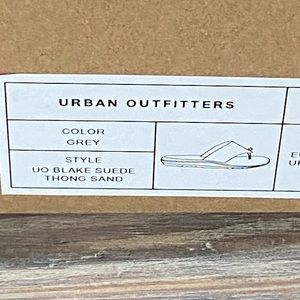 URBAN OUTFITTERS
COLOR
GREY
STYLE
UO BLAKE SUEDE
THONG SAND